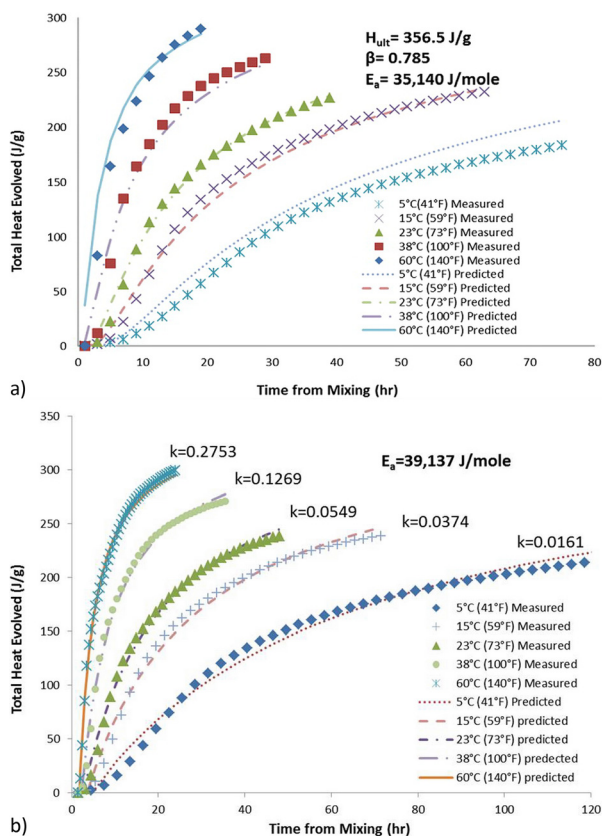 300
H_ult= 356.5 J/g
β= 0.785
E_a= 35,140 J/mole
250
200
150
100
50
0
Total Heat Evolved (J/g)
5°C(41°F) Measured
15°C (59°F) Measured
23°C (73°F) Measured
38°C (100°F) Measured
60°C (140°F) Measured
5°C (41°F) Predicted
15°C (59°F) Predicted
23°C (73°F) Predicted
38°C (100°F) Predicted
60°C (140°F) Predicted
0 10 20 30 40 50 60 70 80
Time from Mixing (hr)
a)
350
k=0.2753
E_a=39,137 J/mole
300
k=0.1269
250
k=0.0549
k=0.0374
k=0.0161
200
150
100
50
0
Total Heat Evolved (J/g)
5°C (41°F) Measured
15°C (59°F) Measured
23°C (73°F) Measured
38°C (100°F) Measured
60°C (140°F) Measured
5°C (41°F) Predicted
15°C (59°F) predicted
23°C (73°F) predicted
38°C (100°F) predected
60°C (140°F) predicted
0 20 40 60 80 100 120
Time from Mixing (hr)
b)